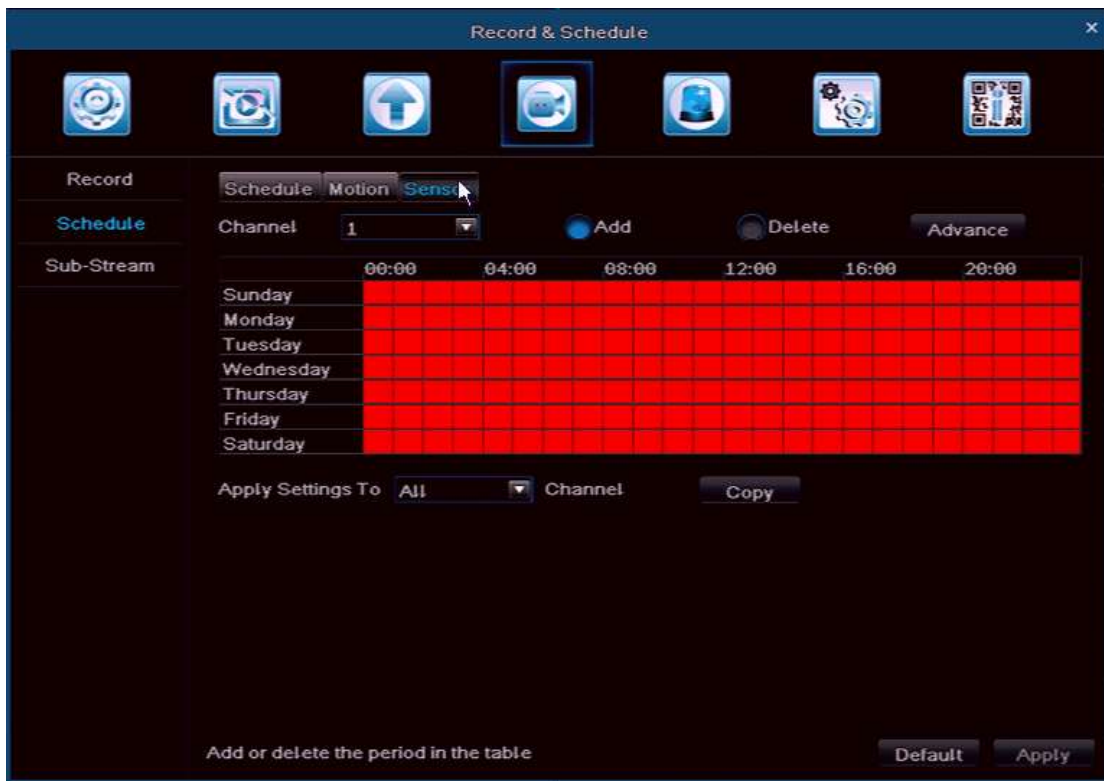 Record & Schedule ×
Record
Schedule
Sub-Stream
Schedule Motion Sensor
Channel 1 Add Delete Advance
00:00 04:00 08:00 12:00 16:00 20:00
Sunday
Monday
Tuesday
Wednesday
Thursday
Friday
Saturday
Apply Settings To All Channel Copy
Add or delete the period in the table Default Apply